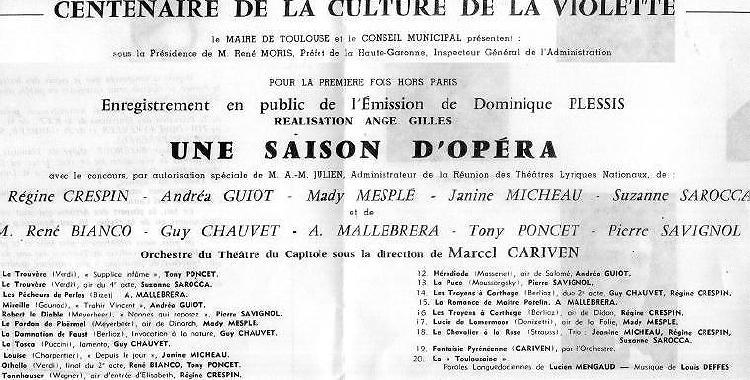 CENTENAIRE DE LA CULTURE DE LA VIOLETTE
le MAIRE DE TOULOUSE et le CONSEIL MUNICIPAL présentent :
sous la Présidence de M. René MORIS, Préfet de la Haute-Garonne, Inspecteur Général de l'Administration
POUR LA PREMIERE FOIS HORS PARIS
Enregistrement en public de l'Émission de Dominique PLESSIS
REALISATION ANGE GILLES
UNE SAISON D'OPÉRA
avec le concours, par autorisation spéciale de M. A.-M. JULIEN, Administrateur de la Réunion des Théâtres Lyriques Nationaux, de :
Régine CRESPIN - Andréa GUIOT - Mady MESPLÉ - Janine MICHEAU - Suzanne SAROCCA
et de
M. René BIANCO - Guy CHAUVET - A. MALLEBRERA - Tony PONCET - Pierre SAVIGNOL
Orchestre du Théatre du Capitole sous la direction de Marcel CARIVEN
Le Trouvère (Verdi), « Supplice infâme », Tony PONCET.
Le Trouvère (Verdi), air du 4e acte, Suzanne SAROCCA.
Les Pêcheurs de Perles (Bizet) A. MALLEBRERA.
Mireille (Gounod), « Trahir Vincent », Andréa GUIOT.
Robert le Diable (Meyerbeer), « Nonnes qui reposez », Pierre SAVIGNOL.
Le Pardon de Ploërmel (Meyerbeer), air de Dinorah, Mady MESPLE.
La Damnation de Faust (Berlioz), Invocation à la nature, Guy CHAUVET.
La Tosca (Puccini), lamento, Guy CHAUVET.
Louise (Charpentier), « Depuis le jour », Janine MICHEAU.
Othello (Verdi), final du 2e acte, René BIANCO, Tony PONCET.
Tannhauser (Wagner), air d'entrée d'Elisabeth, Régine CRESPIN.
12. Hérodiade (Massenet), air de Salomé, Andréa GUIOT.
13. La Puce (Moussorgsky), Pierre SAVIGNOL.
14. Les Troyens à Carthage (Berlioz), duo 2e acte, Guy CHAUVET, Régine CRESPIN.
15. La Romance de Maître Patelin. A. MALLEBRERA.
16. Les Troyens à Carthage (Berlioz), air de Didon, Régine CRESPIN.
17. Lucie de Lamermoor (Donizetti), air de la Folie, Mady MESPLE.
18. Le Chevalier à la Rose (Strauss), Trio : Jeanine MICHEAU, Régine CRESPIN,
Suzanne SAROCCA.
19. Fantaisie Pyrénéenne (CARIVEN), par l'Orchestre.
20. La « Toulousaine »
Paroles Languedociennes de Lucien MENGAUD — Musique de Louis DEFFES